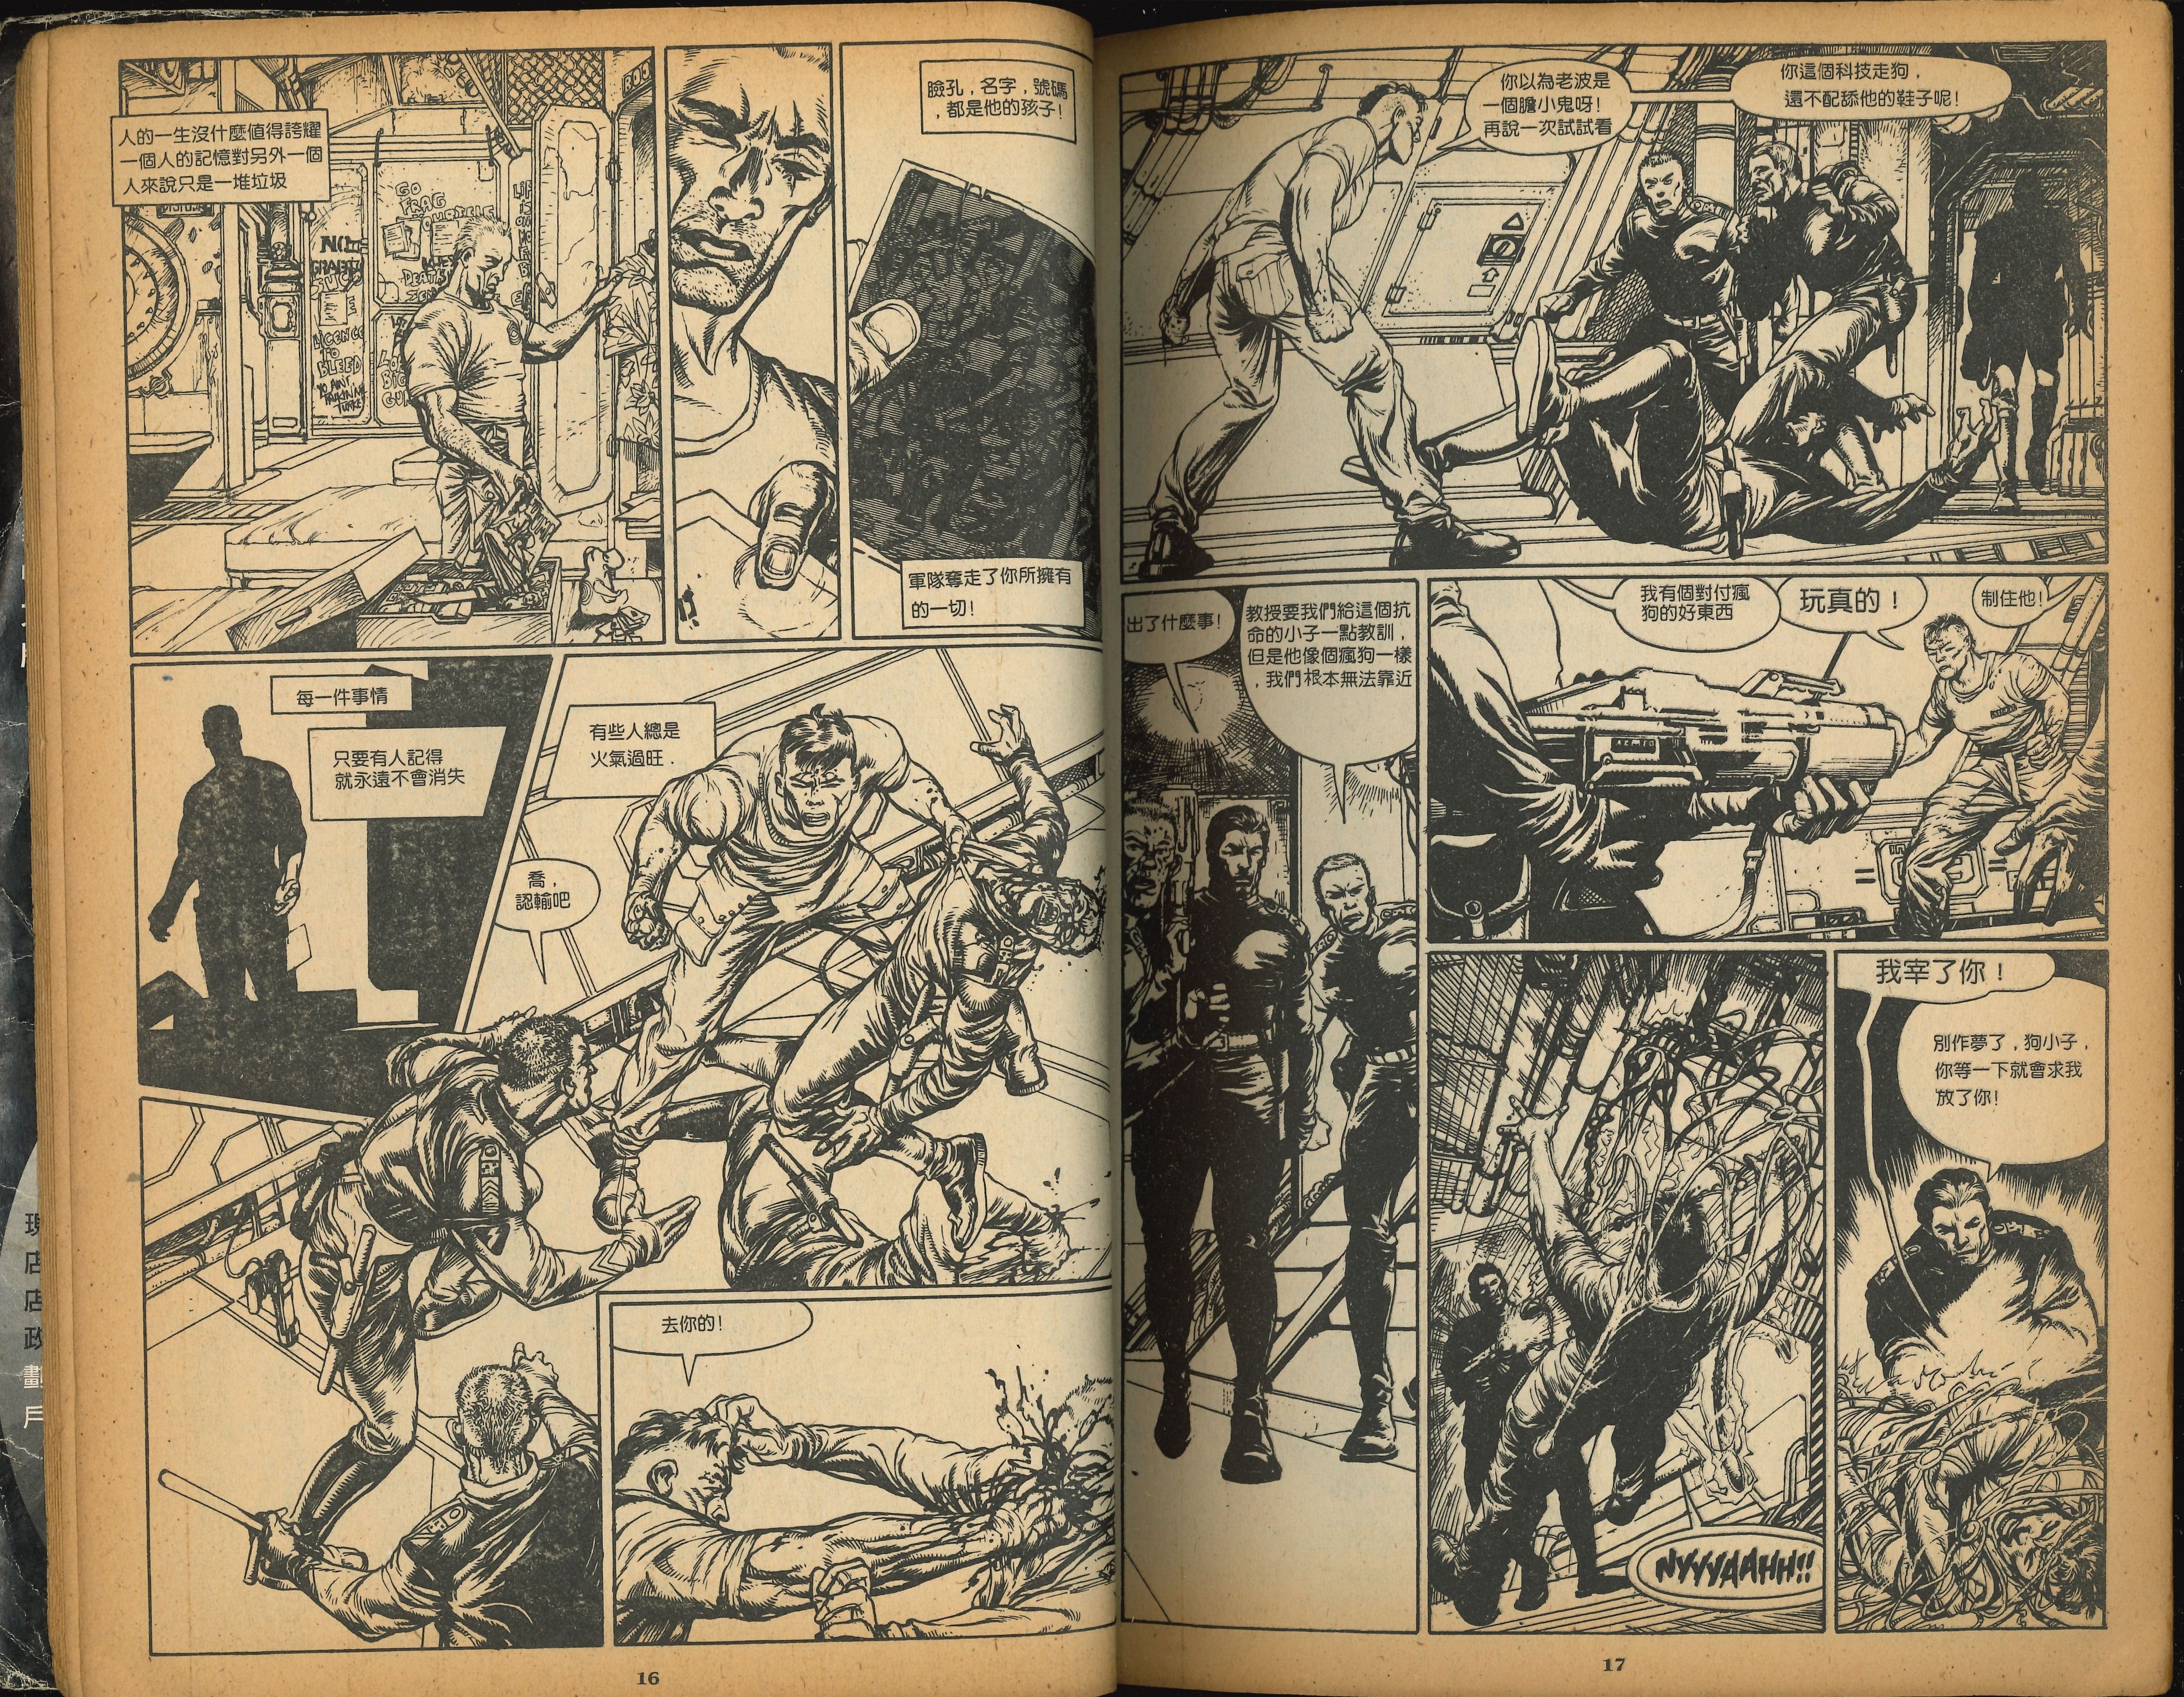 人的一生沒什麼值得誇耀
一個人的記憶對另外一個
人來說只是一堆垃圾
GO
FRAG
NO
LICENCE
TO
BLEED
BIG
臉孔，名字，號碼
，都是他的孩子！
軍隊奪走了你所擁有
的一切！
每一件事情
只要有人記得
就永遠不會消失
有些人總是
火氣過旺．
喬，
認輸吧
去你的！
16
你以為老波是
一個膽小鬼呀！
再說一次試試看
你這個科技走狗，
還不配舔他的鞋子呢！
出了什麼事！
教授要我們給這個抗
命的小子一點教訓，
但是他像個瘋狗一樣
，我們根本無法靠近
我有個對付瘋
狗的好東西
玩真的！
制住他！
NYYYAAHH!!
我宰了你！
別作夢了，狗小子，
你等一下就會求我
放了你！
17
店
店
政
劃
戶